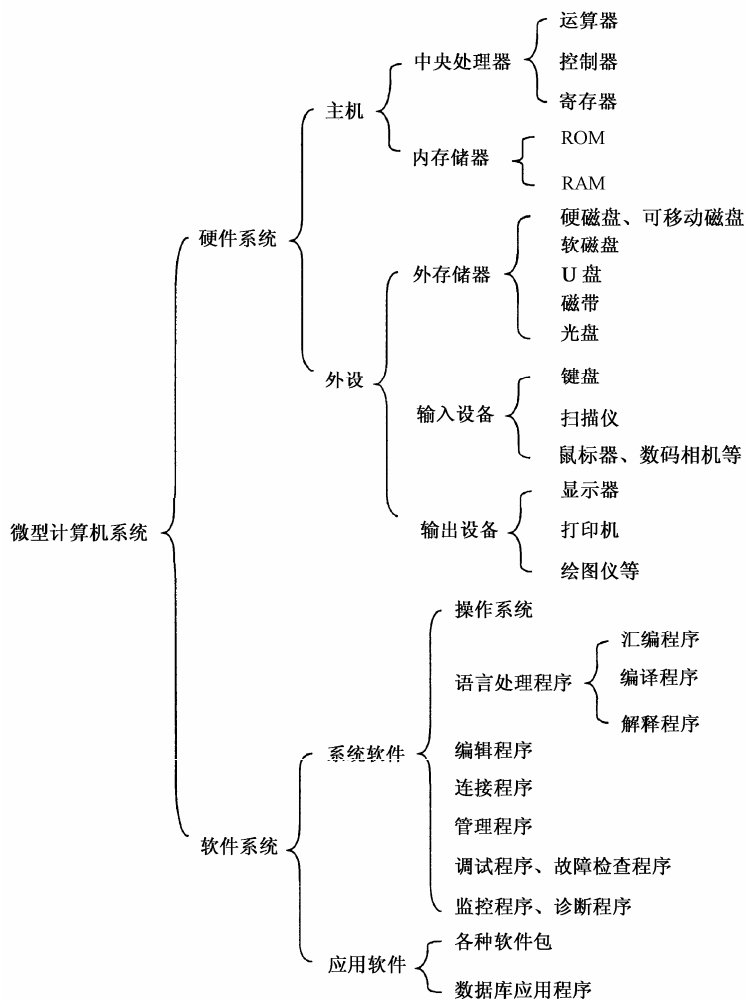 运算器
中央处理器
控制器
主机
寄存器
ROM
内存储器
RAM
硬磁盘、可移动磁盘
硬件系统
软磁盘
外存储器
U盘
磁带
光盘
外设
键盘
输入设备
扫描仪
鼠标器、数码相机等
显示器
微型计算机系统
输出设备
打印机
绘图仪等
操作系统
汇编程序
语言处理程序
编译程序
解释程序
系统软件
编辑程序
连接程序
管理程序
软件系统
调试程序、故障检查程序
监控程序、诊断程序
各种软件包
应用软件
数据库应用程序